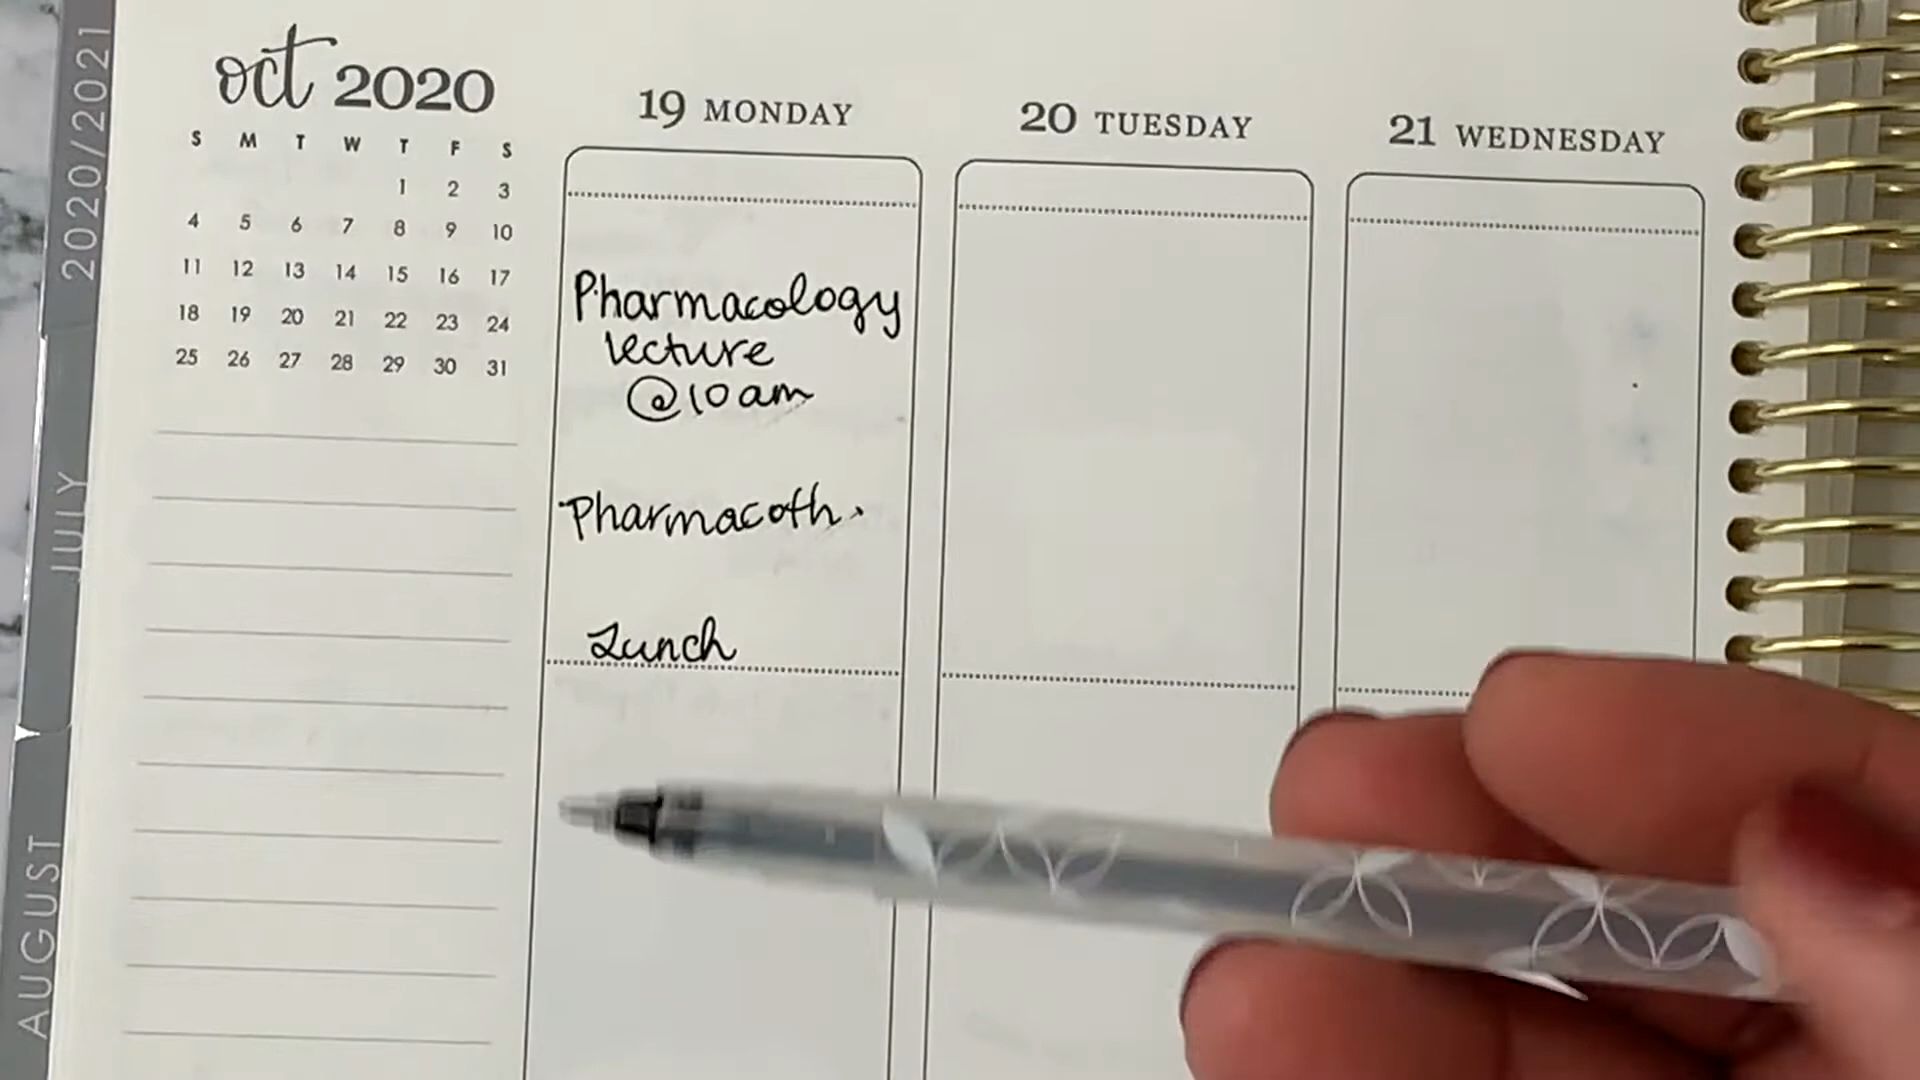 2020/2021
JULY
AUGUST
oct 2020
S M T W T F S
1 2 3
4 5 6 7 8 9 10
11 12 13 14 15 16 17
18 19 20 21 22 23 24
25 26 27 28 29 30 31
19 MONDAY
Pharmacology
lecture
@10am
Pharmacoth.
Lunch
20 TUESDAY
21 WEDNESDAY